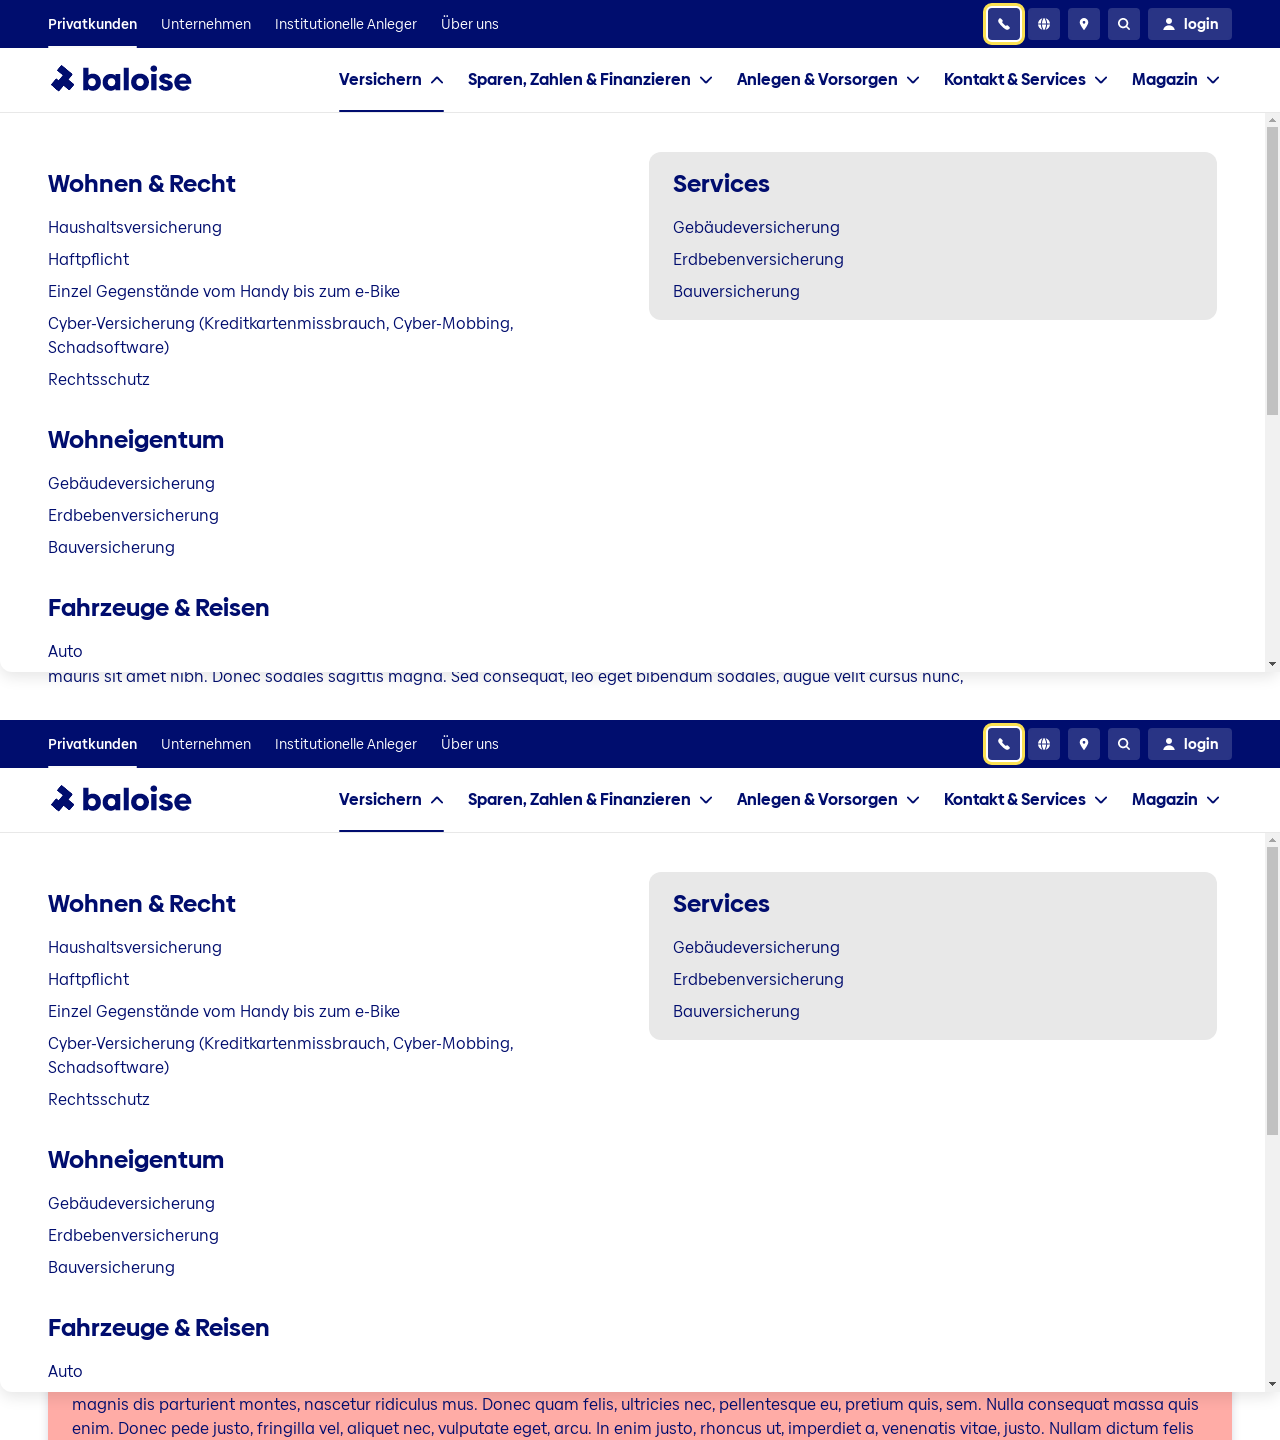 Privatkunden Unternehmen Institutionelle Anleger Über uns login
baloise Versichern Sparen, Zahlen & Finanzieren Anlegen & Vorsorgen Kontakt & Services Magazin
Wohnen & Recht
Haushaltsversicherung
Haftpflicht
Einzel Gegenstände vom Handy bis zum e-Bike
Cyber-Versicherung (Kreditkartenmissbrauch, Cyber-Mobbing,
Schadsoftware)
Rechtsschutz
Wohneigentum
Gebäudeversicherung
Erdbebenversicherung
Bauversicherung
Fahrzeuge & Reisen
Auto
Services
Gebäudeversicherung
Erdbebenversicherung
Bauversicherung
mauris sit amet nibh. Donec sodales sagittis magna. Sed consequat, leo eget bibendum sodales, augue velit cursus nunc,
Privatkunden Unternehmen Institutionelle Anleger Über uns login
baloise Versichern Sparen, Zahlen & Finanzieren Anlegen & Vorsorgen Kontakt & Services Magazin
Wohnen & Recht
Haushaltsversicherung
Haftpflicht
Einzel Gegenstände vom Handy bis zum e-Bike
Cyber-Versicherung (Kreditkartenmissbrauch, Cyber-Mobbing,
Schadsoftware)
Rechtsschutz
Wohneigentum
Gebäudeversicherung
Erdbebenversicherung
Bauversicherung
Fahrzeuge & Reisen
Auto
Services
Gebäudeversicherung
Erdbebenversicherung
Bauversicherung
magnis dis parturient montes, nascetur ridiculus mus. Donec quam felis, ultricies nec, pellentesque eu, pretium quis, sem. Nulla consequat massa quis
enim. Donec pede justo, fringilla vel, aliquet nec, vulputate eget, arcu. In enim justo, rhoncus ut, imperdiet a, venenatis vitae, justo. Nullam dictum felis